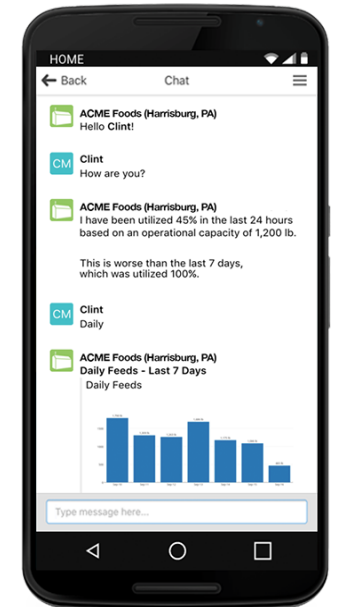 HOME
Back
Chat
ACME Foods (Harrisburg, PA)
Hello Clint!
CM
Clint
How are you?
ACME Foods (Harrisburg, PA)
I have been utilized 45% in the last 24 hours
based on an operational capacity of 1,200 lb.
This is worse than the last 7 days,
which was utilized 100%.
CM
Clint
Daily
ACME Foods (Harrisburg, PA)
Daily Feeds - Last 7 Days
Daily Feeds
Type message here...